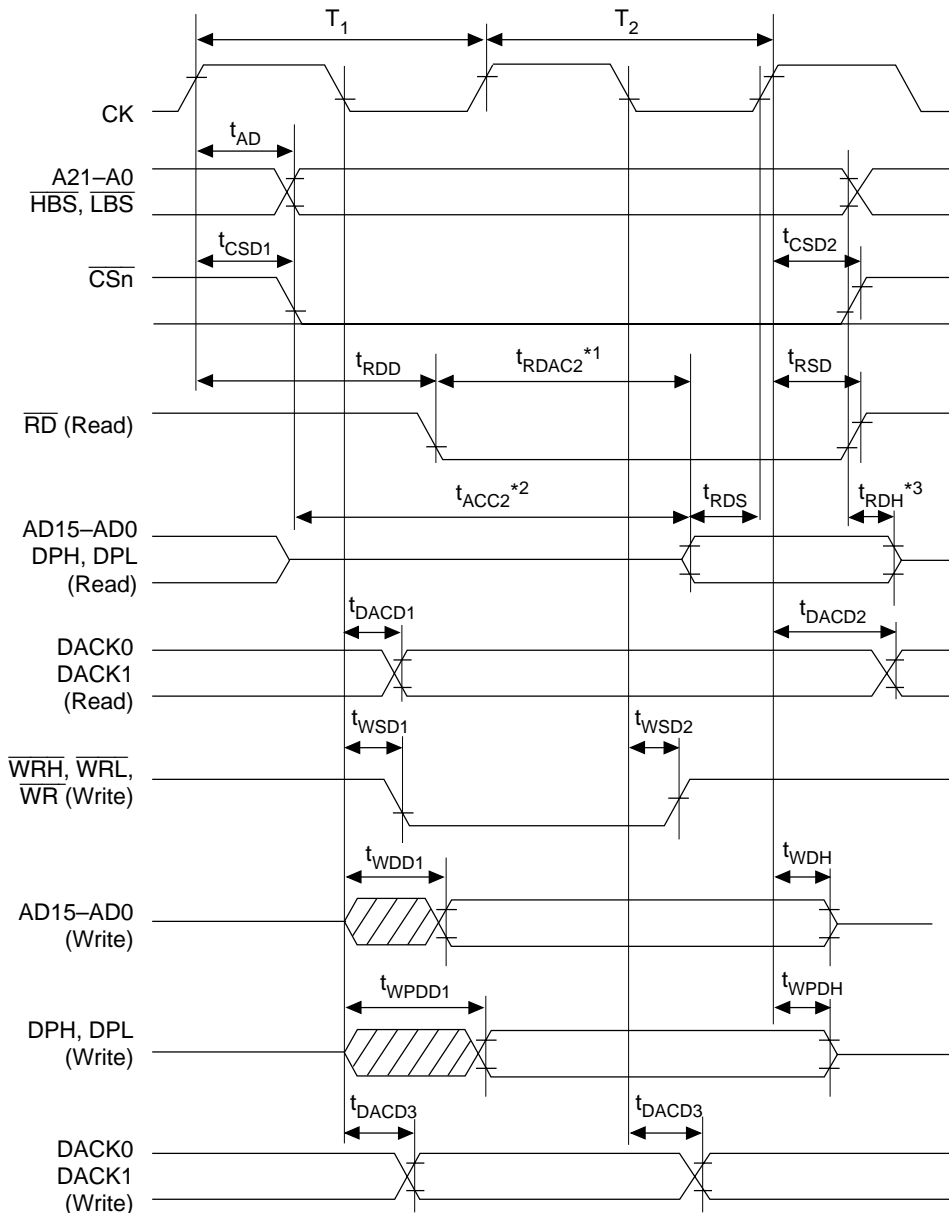 T1 T2
CK
tAD
A21–A0
HBS, LBS
tCSD1 tCSD2
CSn
tRDD tRDAC2*1 tRSD
RD (Read)
tACC2*2 tRDS tRDH*3
AD15–AD0
DPH, DPL
(Read)
tDACD1 tDACD2
DACK0
DACK1
(Read)
tWSD1 tWSD2
WRH, WRL,
WR (Write)
tWDD1 tWDH
AD15–AD0
(Write)
tWPDD1 tWPDH
DPH, DPL
(Write)
tDACD3 tDACD3
DACK0
DACK1
(Write)